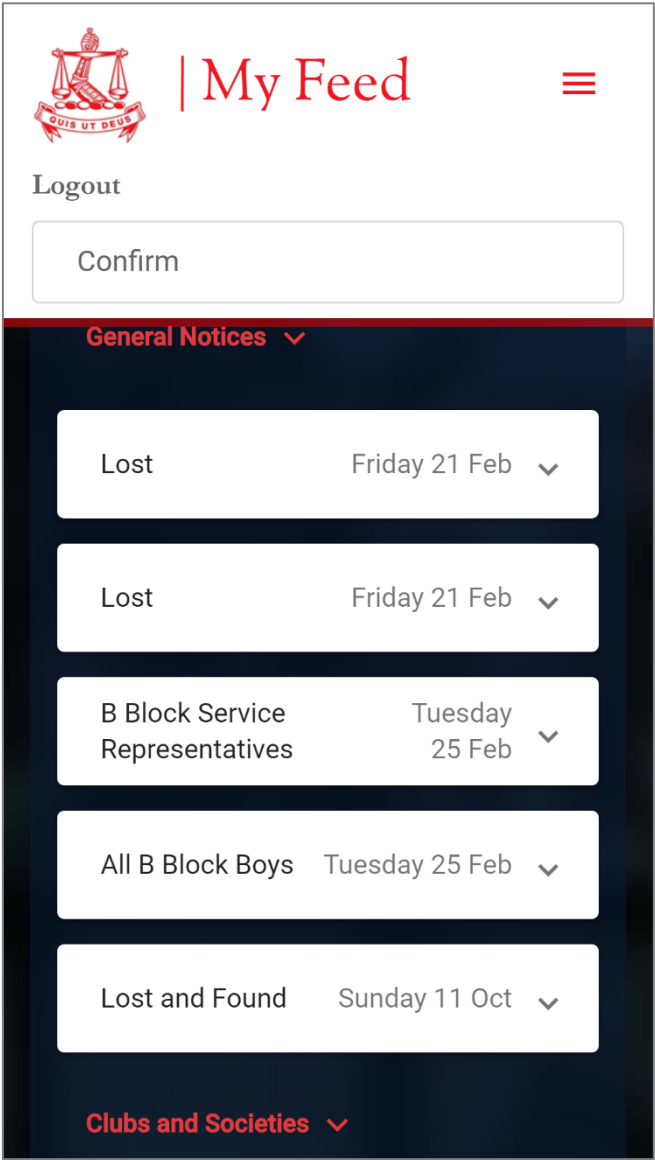 | My Feed
QUIS UT DEUS
Logout
Confirm
General Notices
Lost Friday 21 Feb
Lost Friday 21 Feb
B Block Service Tuesday
Representatives 25 Feb
All B Block Boys Tuesday 25 Feb
Lost and Found Sunday 11 Oct
Clubs and Societies